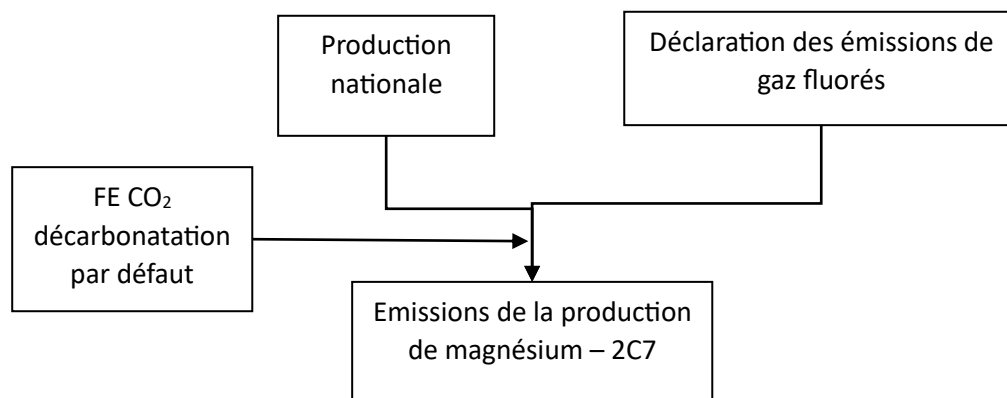 Production
nationale
Déclaration des émissions de
gaz fluorés
FE CO₂
décarbonatation
par défaut
Emissions de la production
de magnésium – 2C7